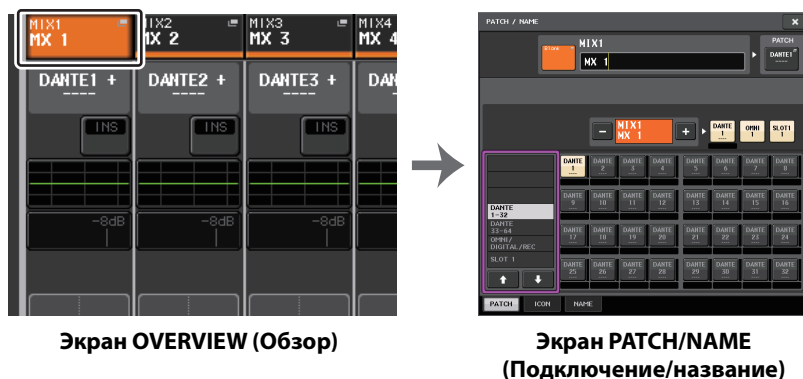 MIX1 MIX2 MIX3 MIX4
MX 1 MX 2 MX 3 MX 4
DANTE1 + DANTE2 + DANTE3 + DAN
---- ---- ----
INS INS INS
-8dB -8dB -8dB
Экран OVERVIEW (Обзор)
PATCH / NAME
Blank
MIX1
MX 1
PATCH
DANTE1
----
MIX1
MX 1
- +
DANTE 1 OMNI 1 SLOT1 1
DANTE 1 DANTE 2 DANTE 3 DANTE 4 DANTE 5 DANTE 6 DANTE 7 DANTE 8
DANTE 9 DANTE 10 DANTE 11 DANTE 12 DANTE 13 DANTE 14 DANTE 15 DANTE 16
DANTE 17 DANTE 18 DANTE 19 DANTE 20 DANTE 21 DANTE 22 DANTE 23 DANTE 24
DANTE 25 DANTE 26 DANTE 27 DANTE 28 DANTE 29 DANTE 30 DANTE 31 DANTE 32
DANTE
1-32
DANTE
33-64
OMNI/
DIGITAL/REC
SLOT 1
PATCH ICON NAME
Экран PATCH/NAME
(Подключение/название)